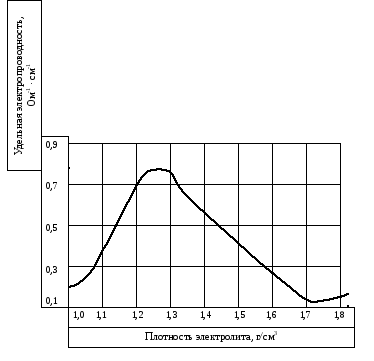 Удельная электропроводность,
Ом⁻¹ · см⁻¹
0,9
0,7
0,5
0,3
0,1
1,0 1,1 1,2 1,3 1,4 1,5 1,6 1,7 1,8
Плотность электролита, г/см³